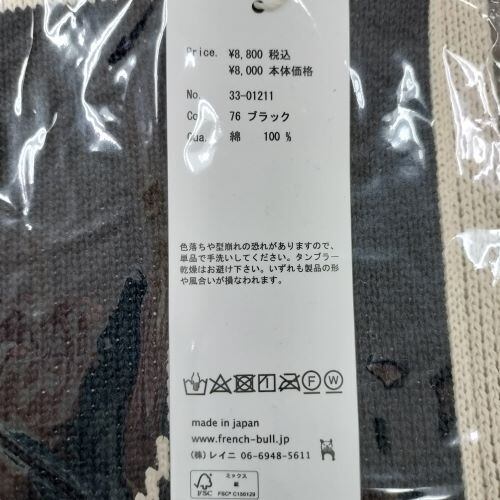 Price. ¥8,800 税込
¥8,000 本体価格
No. 33-01211
Co 76 ブラック
Qua. 綿 100 %
色落ちや型崩れの恐れがありますので、
単品で手洗いしてください。タンブラー
乾燥はお避け下さい。いずれも製品の形
や風合いが損なわれます。
F W
made in japan
www.french-bull.jp
(株) レイニ 06-6948-5611
ミックス
紙
FSC
FSC® C156129